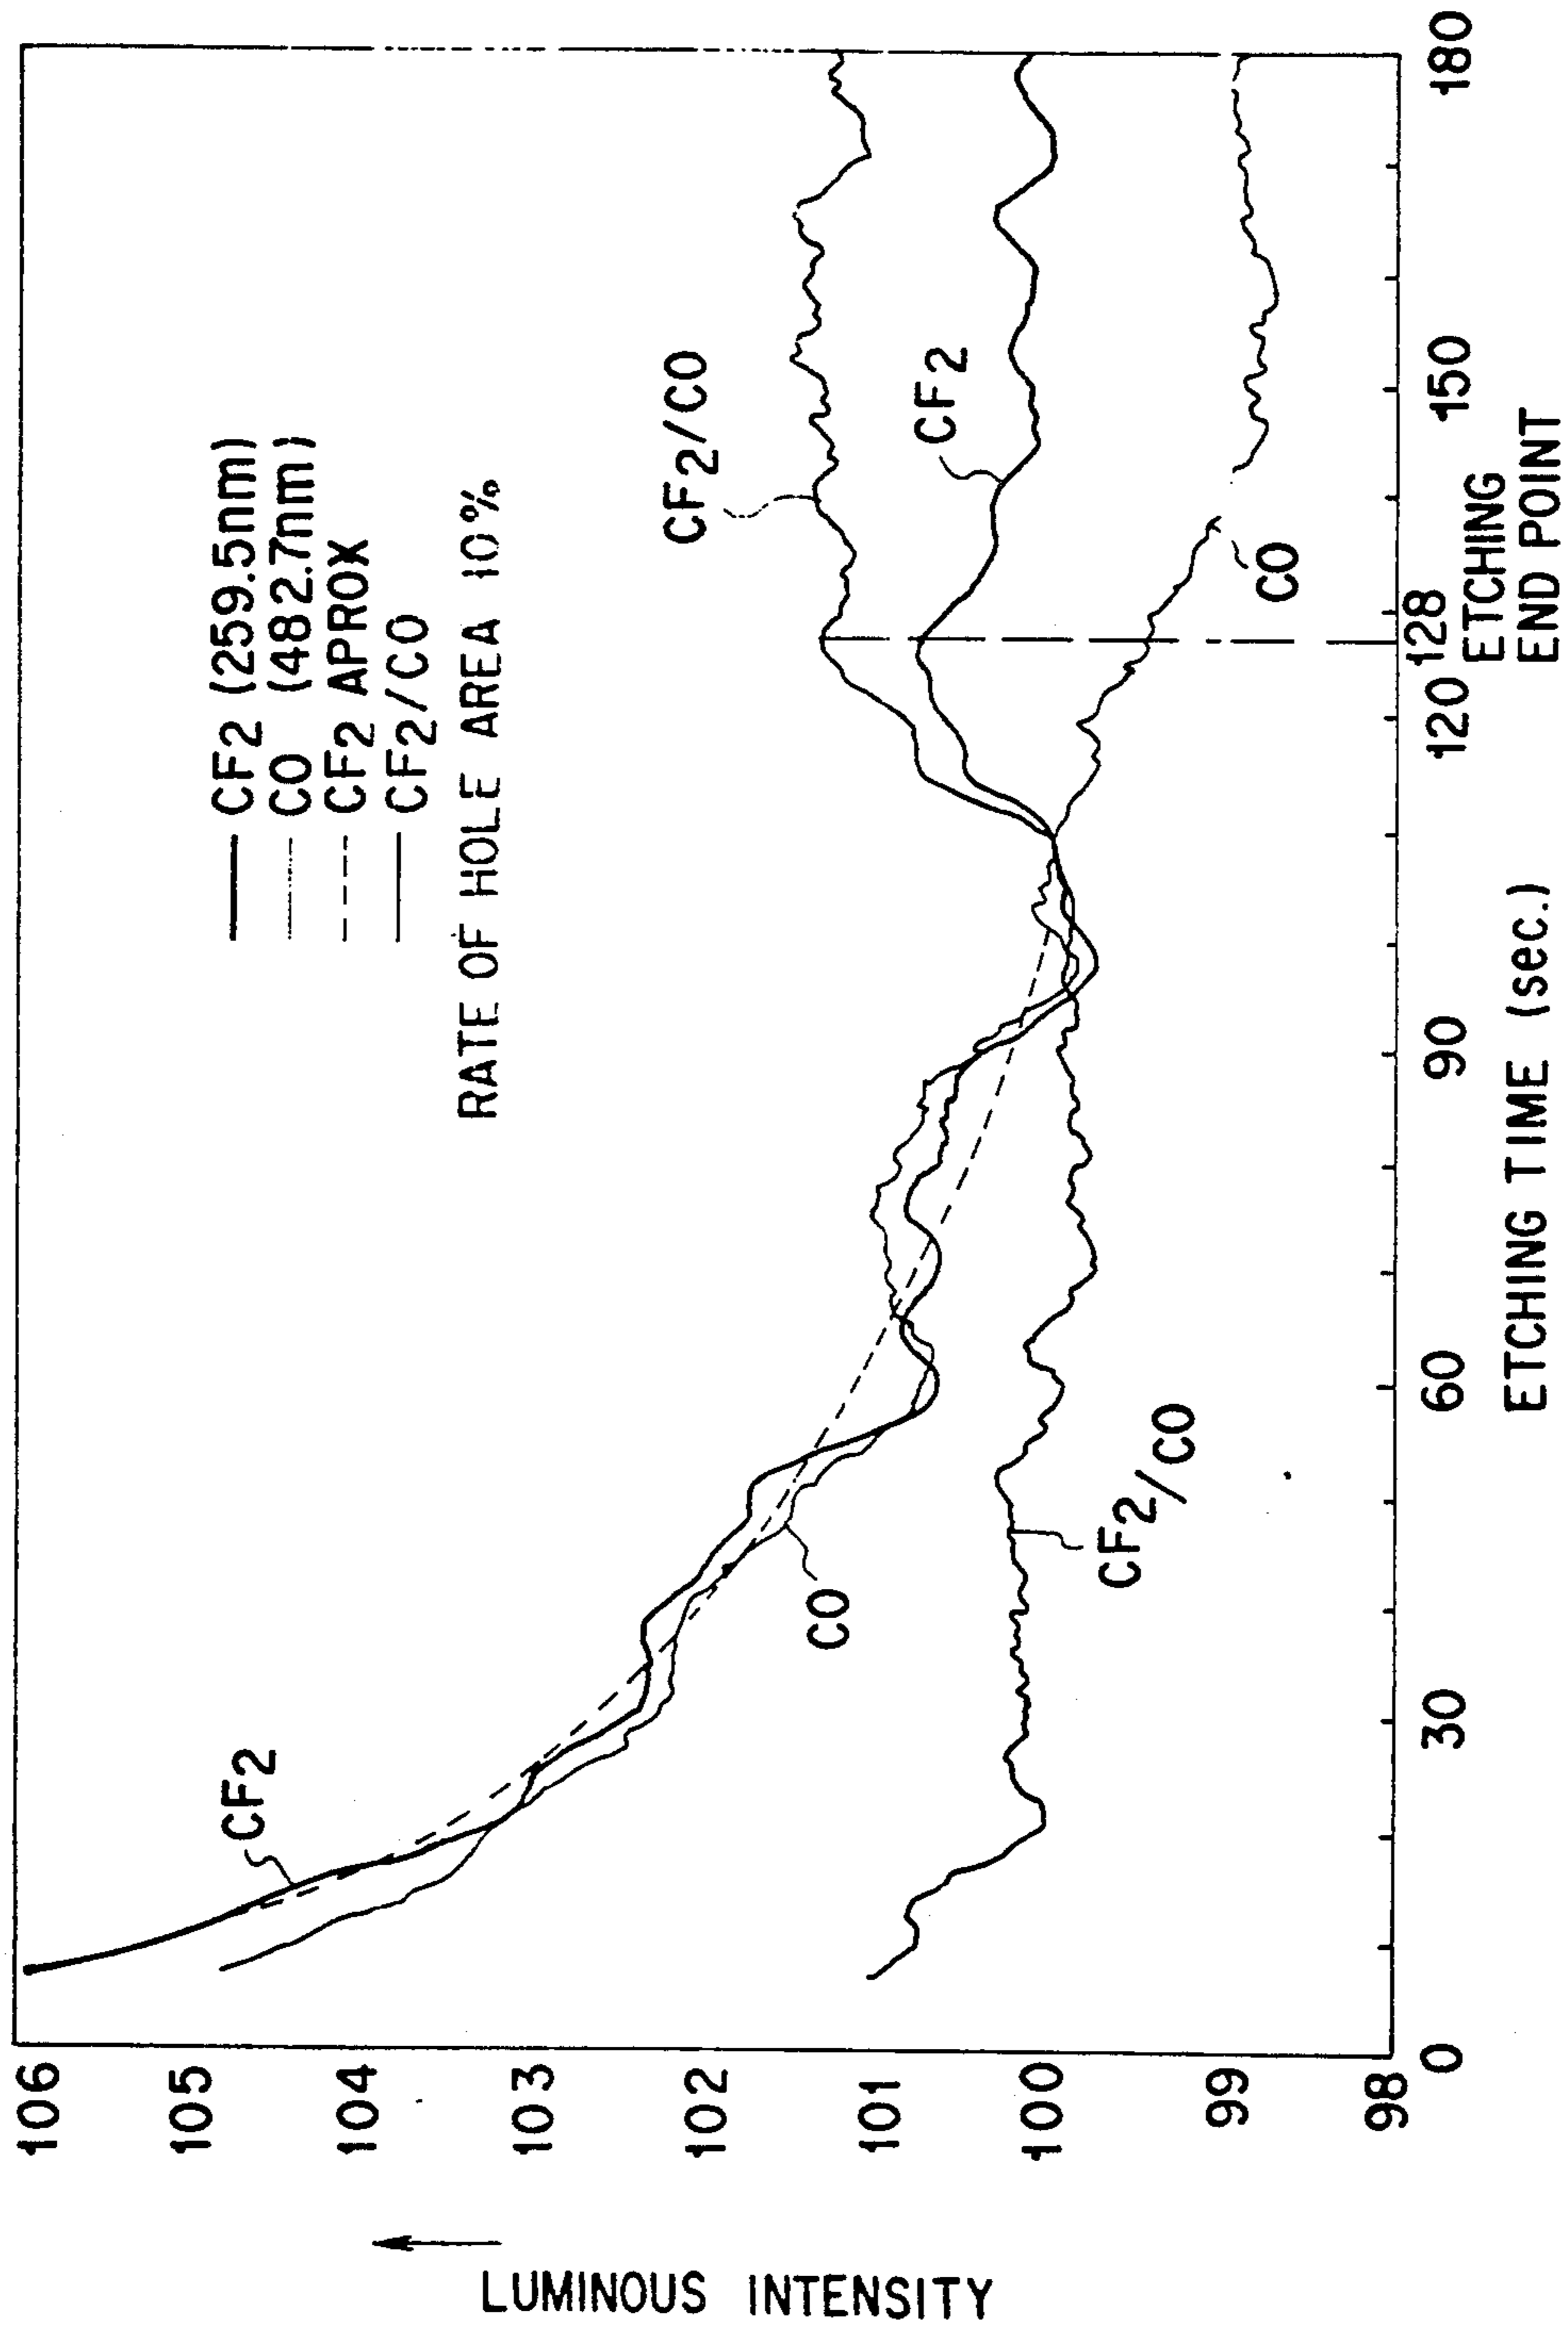 CF2 (259.5nm)
CO (482.7nm)
CF2 APROX
CF2/CO
RATE OF HOLE AREA 10%
106
105
104
103
102
101
100
99
98
LUMINOUS INTENSITY
CF2
CO
CF2/CO
CF2/CO
CF2
CO
0
30
60
90
120
128
150
180
ETCHING
END POINT
ETCHING TIME (sec.)